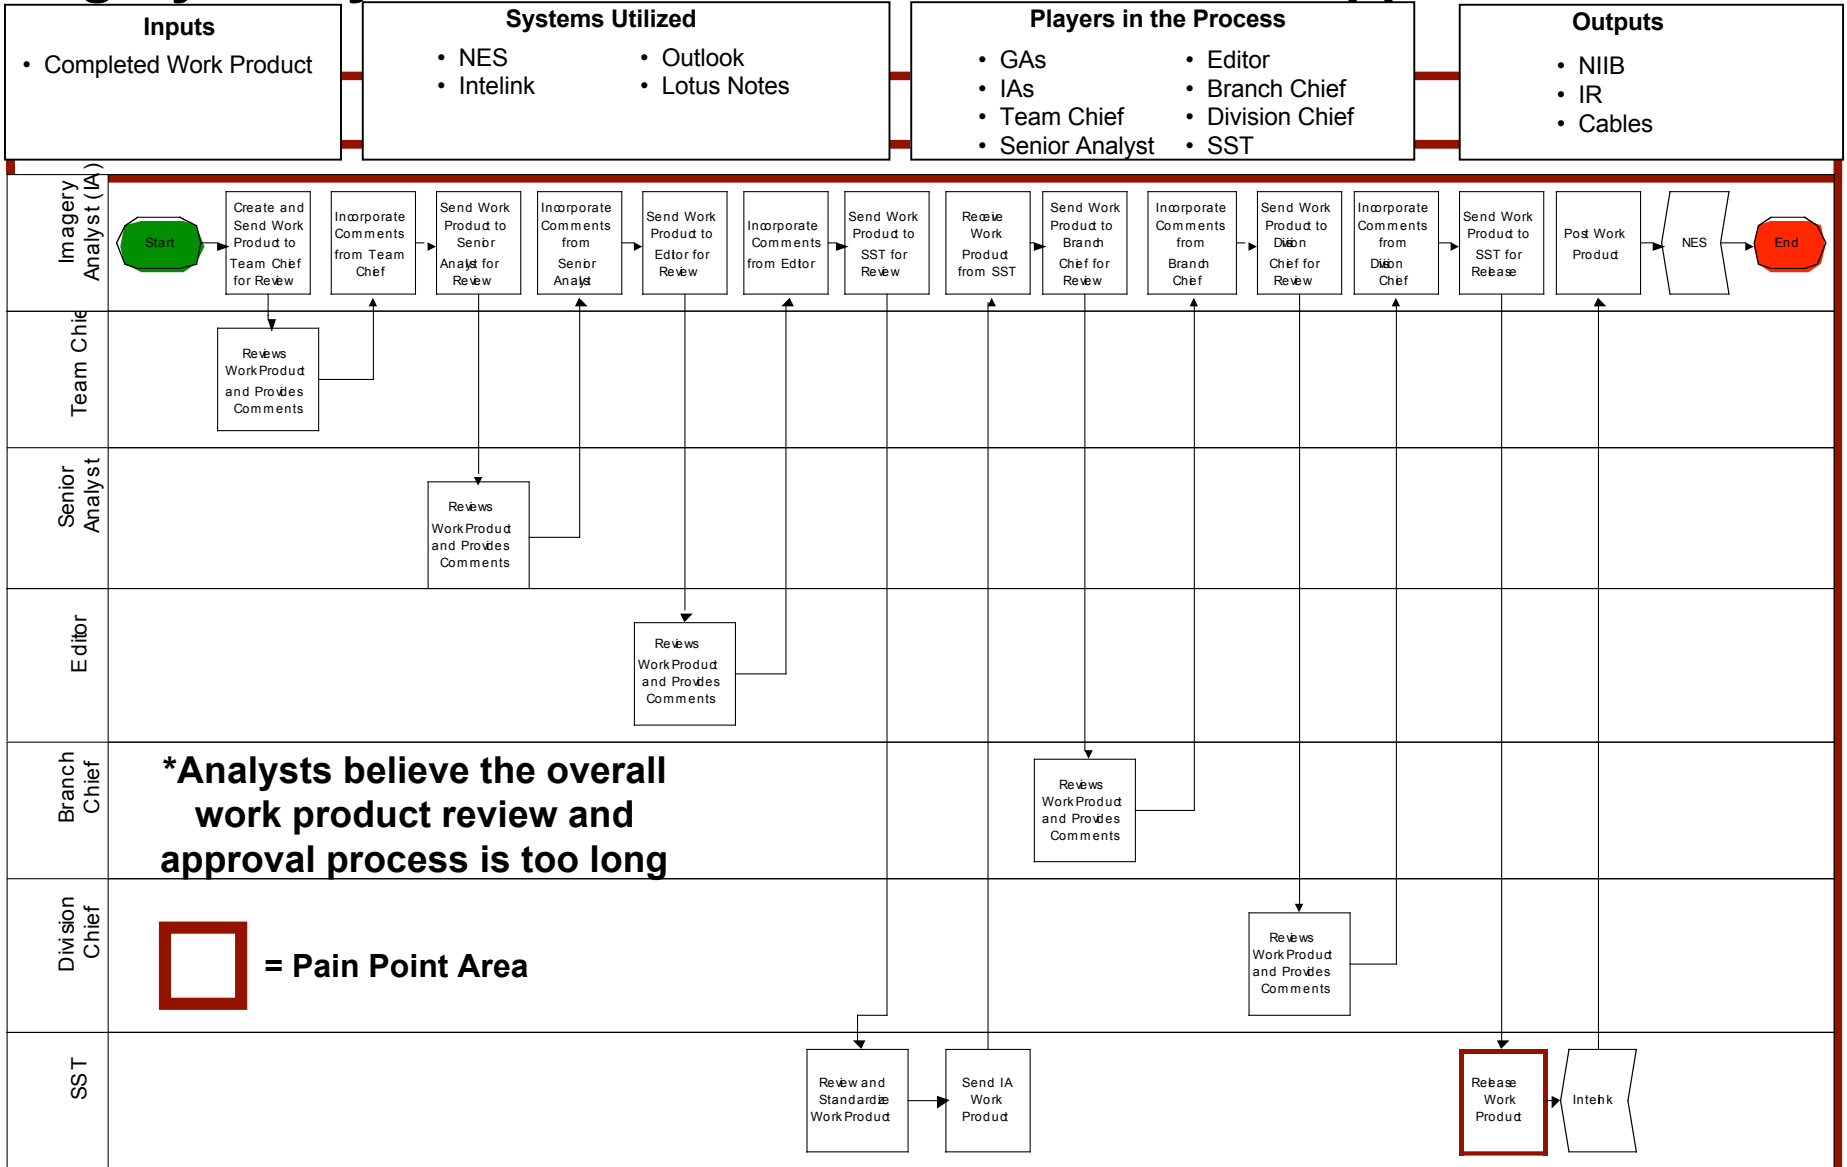 Inputs
• Completed Work Product
Systems Utilized
• NES
• Intelink
• Outlook
• Lotus Notes
Players in the Process
• GAs
• IAs
• Team Chief
• Senior Analyst
• Editor
• Branch Chief
• Division Chief
• SST
Outputs
• NIIB
• IR
• Cables
Imagery
Analyst (IA)
Start
Create and
Send Work
Product to
Team Chief
for Review
Incorporate
Comments
from Team
Chief
Send Work
Product to
Senior
Analyst for
Review
Incorporate
Comments
from
Senior
Analyst
Send Work
Product to
Editor for
Review
Incorporate
Comments
from Editor
Send Work
Product to
SST for
Review
Receive
Work
Product
from SST
Send Work
Product to
Branch
Chief for
Review
Incorporate
Comments
from
Branch
Chief
Send Work
Product to
Division
Chief for
Review
Incorporate
Comments
from
Division
Chief
Send Work
Product to
SST for
Release
Post Work
Product
NES
End
Team Chie
Reviews
Work Product
and Provides
Comments
Senior
Analyst
Reviews
Work Product
and Provides
Comments
Editor
Reviews
Work Product
and Provides
Comments
Branch
Chief
*Analysts believe the overall
work product review and
approval process is too long
Reviews
Work Product
and Provides
Comments
Division
Chief
= Pain Point Area
Reviews
Work Product
and Provides
Comments
SST
Review and
Standardize
Work Product
Send IA
Work
Product
Release
Work
Product
Intelink